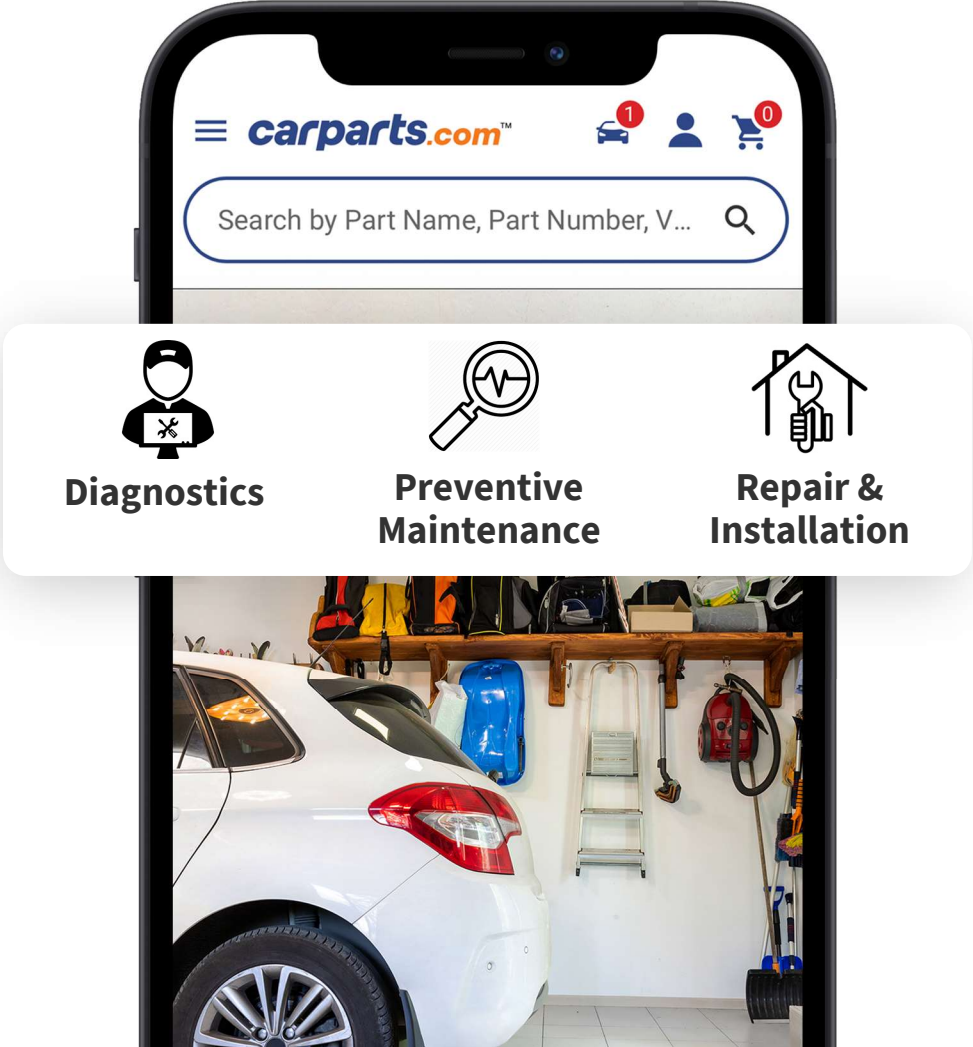 carparts.com™
1
0
Search by Part Name, Part Number, V...
Diagnostics
Preventive
Maintenance
Repair &
Installation